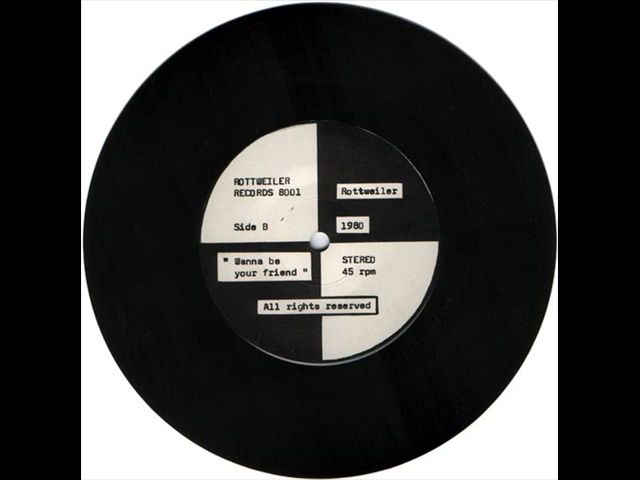 ROTTWEILER
RECORDS 8001
Rottweiler
Side B
1980
" Wanna be
your friend "
STEREO
45 rpm
All rights reserved